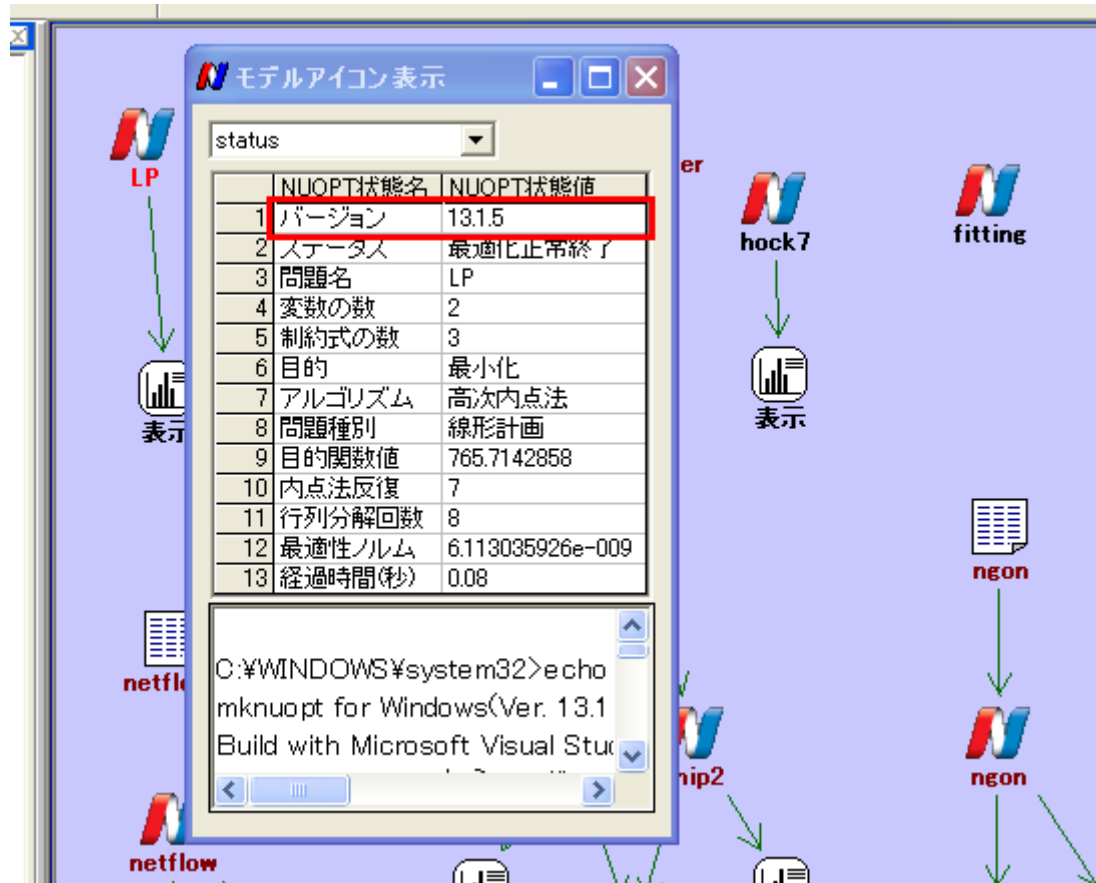 モデルアイコン表示
status
NUOPT状態名 NUOPT状態値
1 バージョン 13.1.5
2 ステータス 最適化正常終了
3 問題名 LP
4 変数の数 2
5 制約式の数 3
6 目的 最小化
7 アルゴリズム 高次内点法
8 問題種別 線形計画
9 目的関数値 765.7142858
10 内点法反復 7
11 行列分解回数 8
12 最適性ノルム 6.113035926e-009
13 経過時間(秒) 0.08
C:¥WINDOWS¥system32>echo
mknuopt for Windows(Ver. 13.1
Build with Microsoft Visual Stu
LP
er
hock7
fitting
表示
表示
ngon
netfl
hip2
ngon
netflow